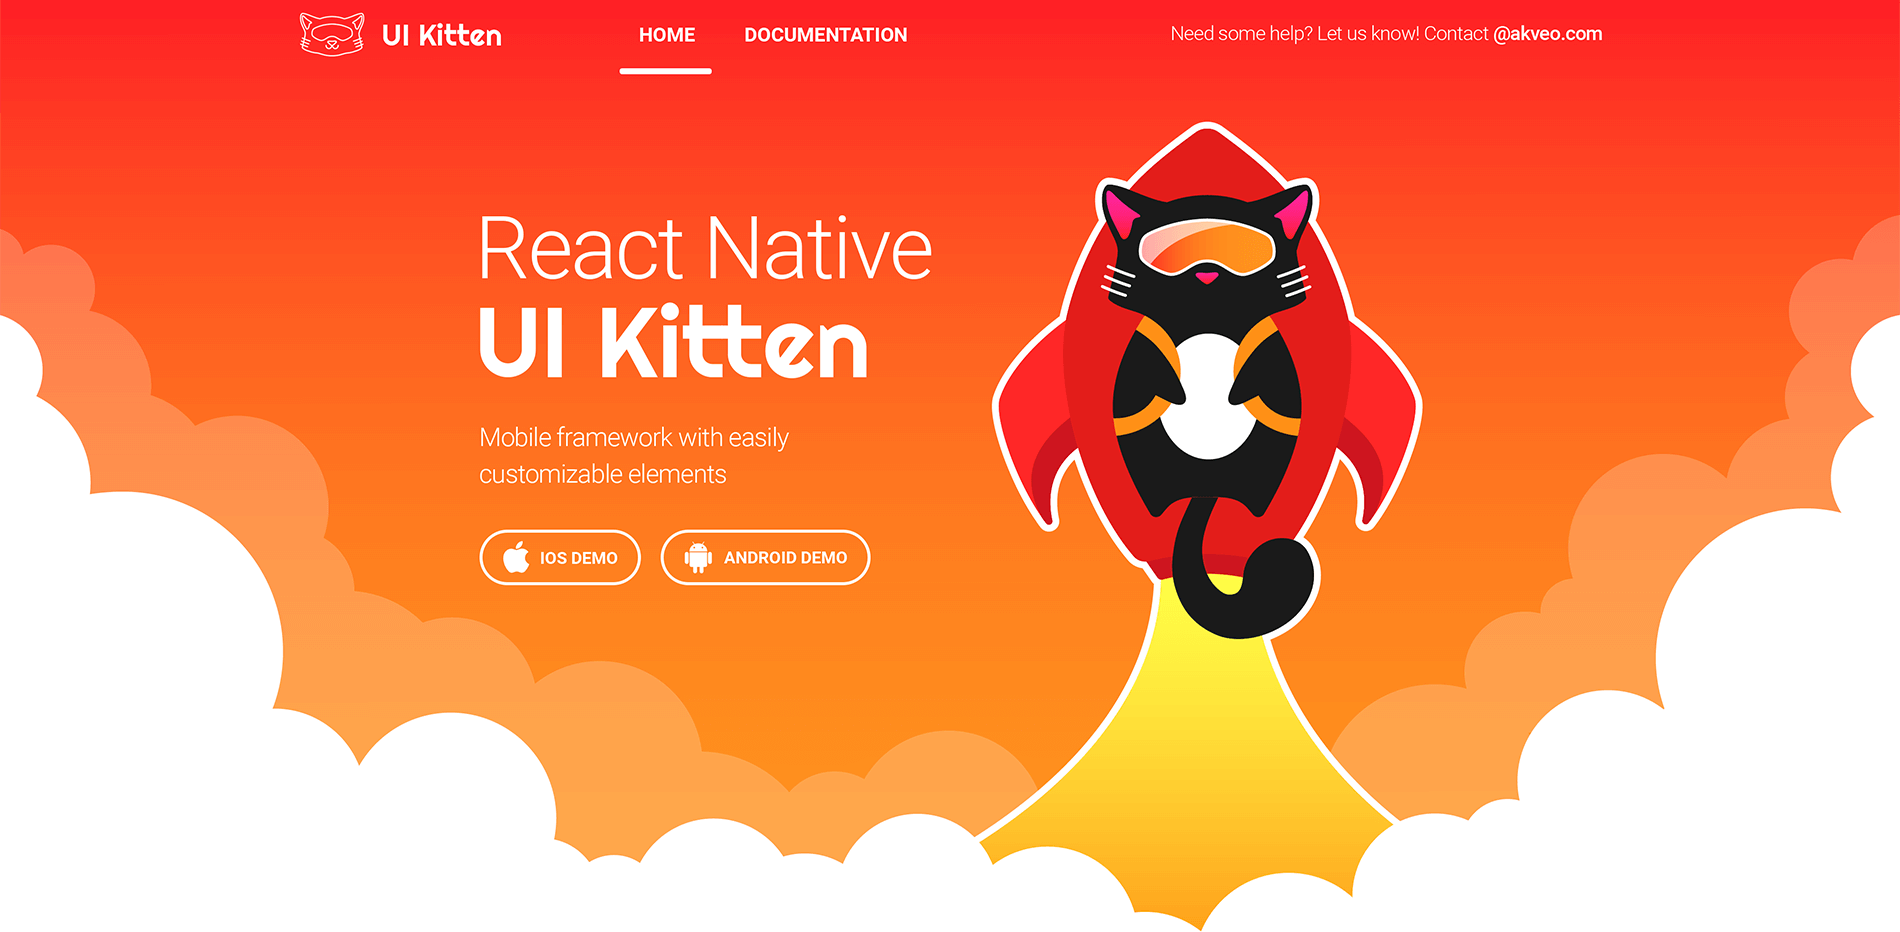 UI Kitten
HOME
DOCUMENTATION
Need some help? Let us know! Contact @akveo.com
React Native
UI Kitten
Mobile framework with easily
customizable elements
IOS DEMO
ANDROID DEMO